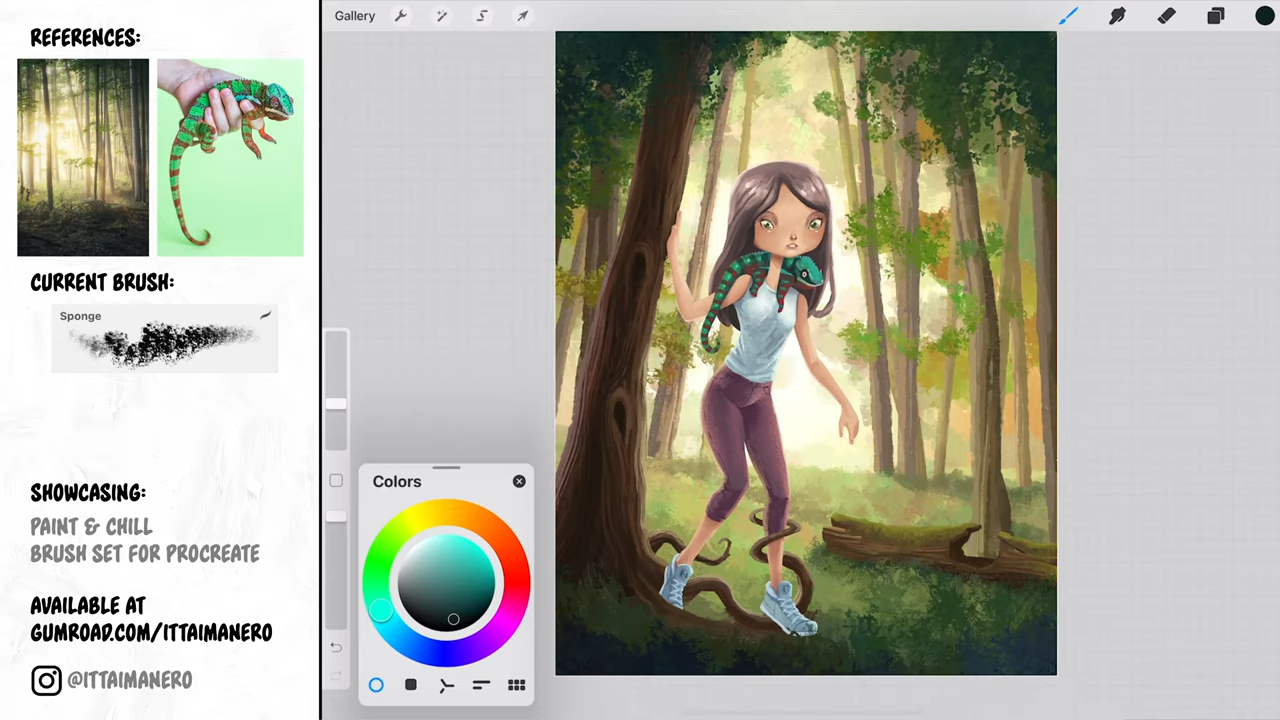 REFERENCES:
CURRENT BRUSH:
Sponge
SHOWCASING:
PAINT & CHILL
BRUSH SET FOR PROCREATE
AVAILABLE AT
GUMROAD.COM/ITTAIMANERO
@ITTAIMANERO
Gallery
Colors